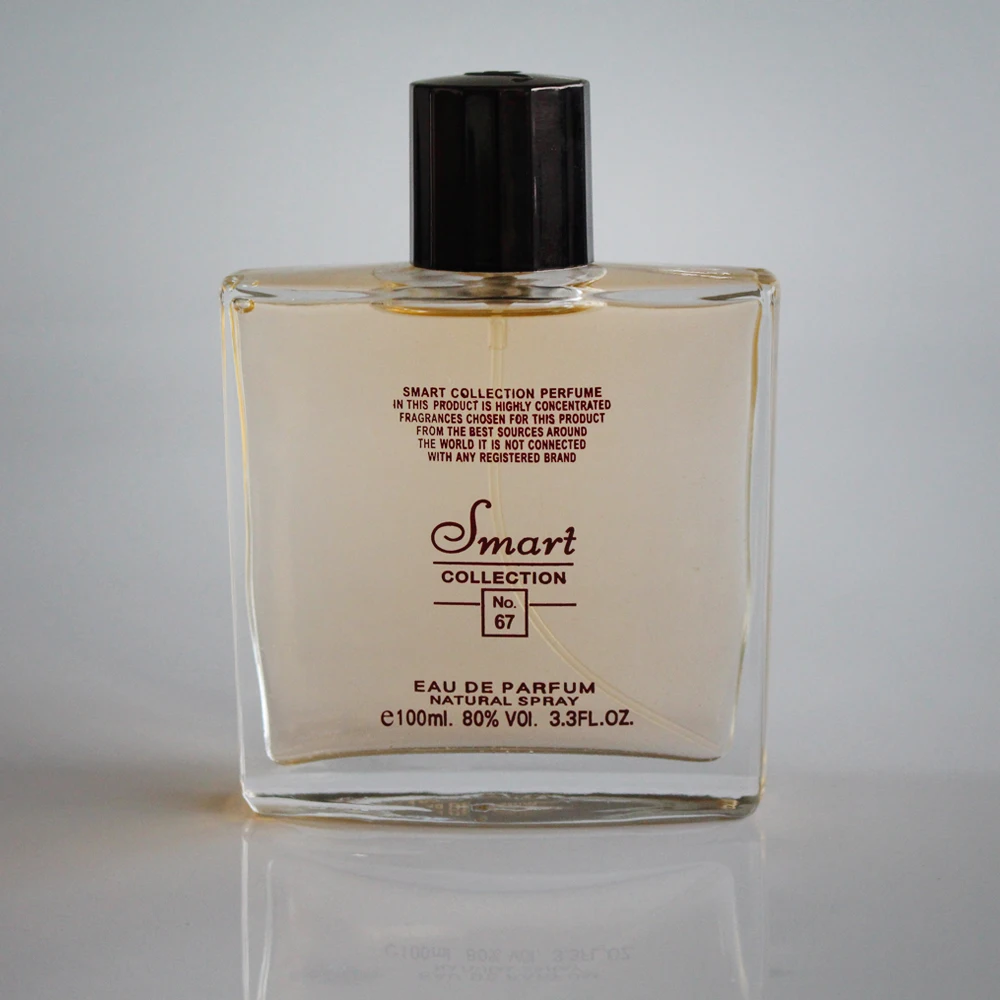 SMART COLLECTION PERFUME
IN THIS PRODUCT IS HIGHLY CONCENTRATED
FRAGRANCES CHOSEN FOR THIS PRODUCT
FROM THE BEST SOURCES AROUND
THE WORLD IT IS NOT CONNECTED
WITH ANY REGISTERED BRAND
Smart
COLLECTION
No.
67
EAU DE PARFUM
NATURAL SPRAY
℮100ml. 80% VOl. 3.3FL.OZ.